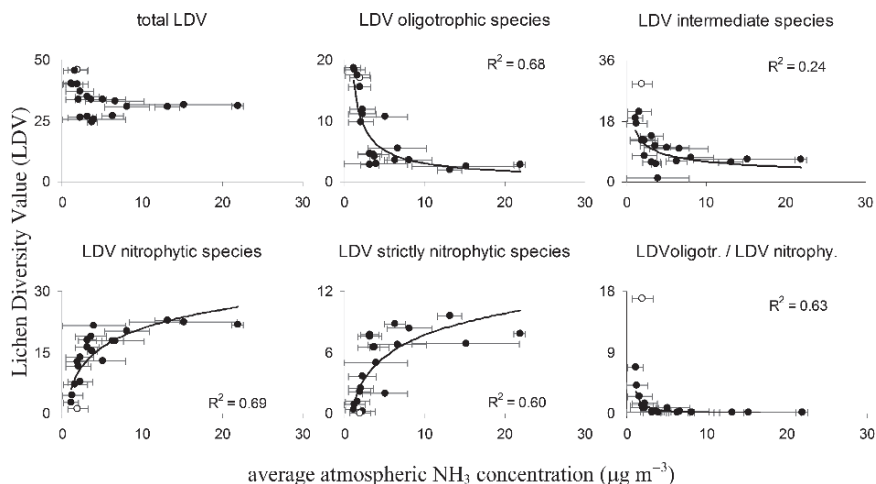 total LDV
LDV oligotrophic species
LDV intermediate species
50
25
0
0 10 20 30
20
10
0
0 10 20 30
R² = 0.68
36
18
0
0 10 20 30
R² = 0.24
Lichen Diversity Value (LDV)
LDV nitrophytic species
LDV strictly nitrophytic species
LDVoligotr. / LDV nitrophy.
30
15
0
0 10 20 30
R² = 0.69
12
6
0
0 10 20 30
R² = 0.60
18
9
0
0 10 20 30
R² = 0.63
average atmospheric NH₃ concentration (µg m⁻³)